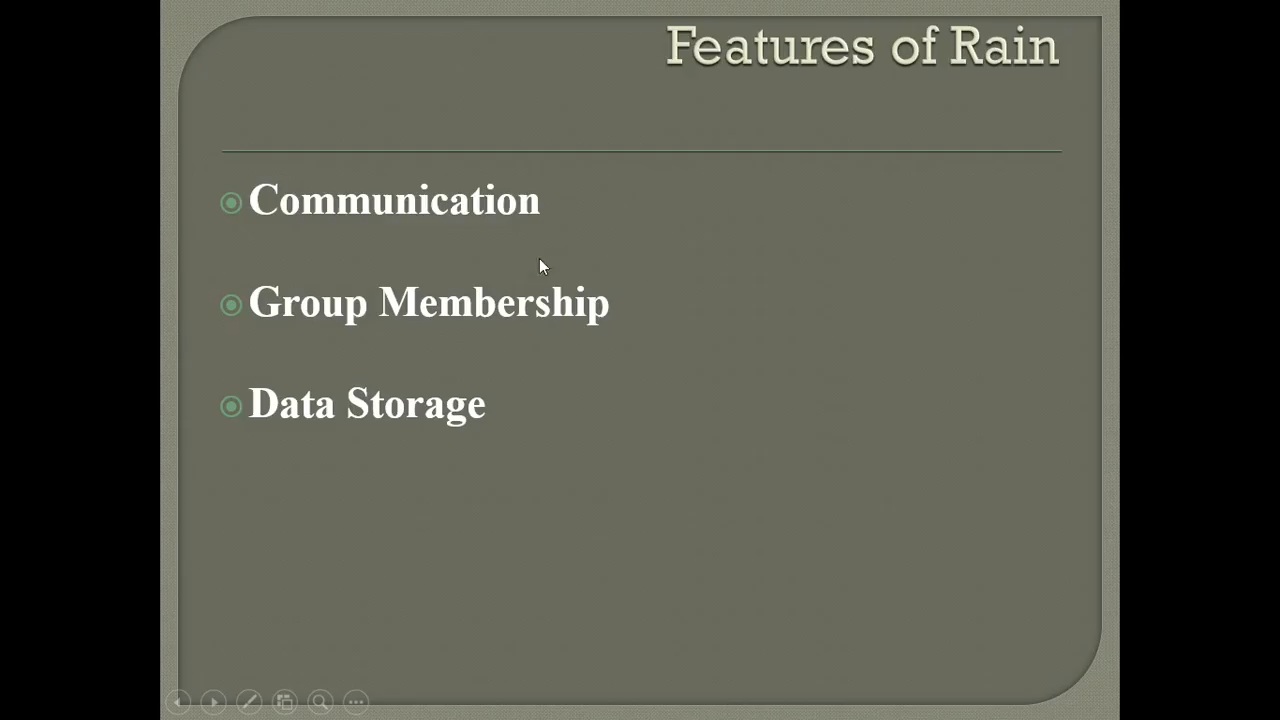 Features of Rain
Communication
Group Membership
Data Storage